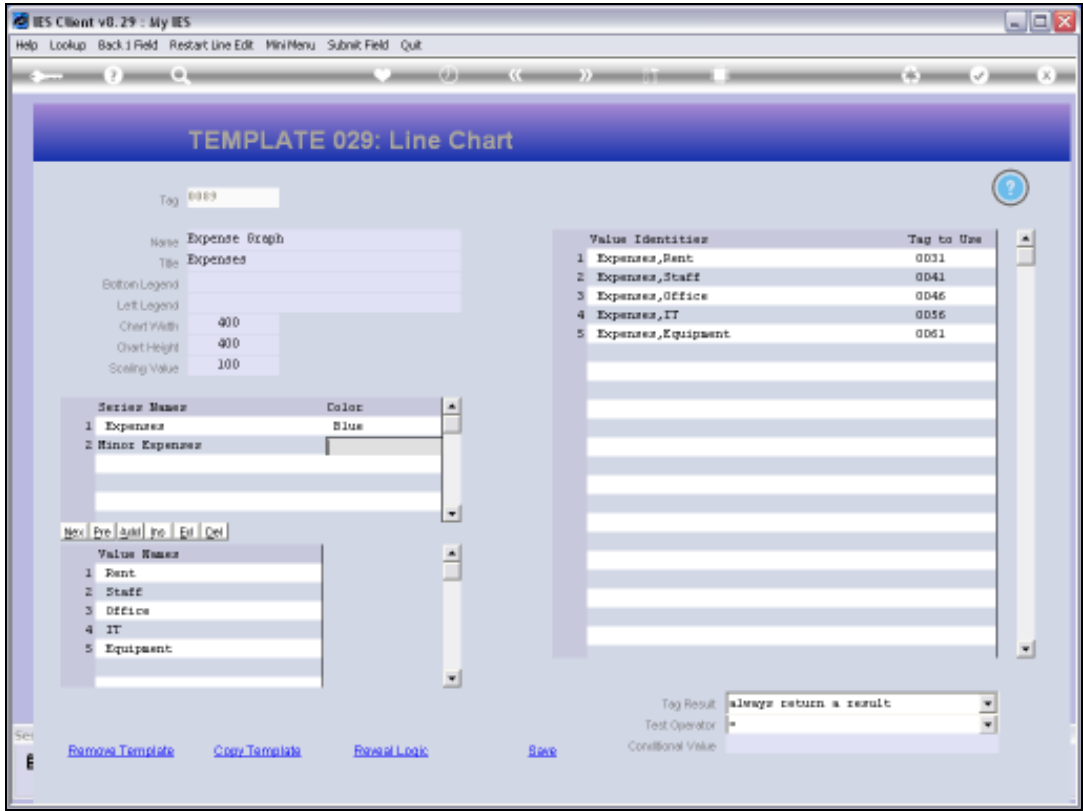 IES Client v8.29 : My IES
Help Lookup Back 1 Field Restart Line Edit Mini Menu Submit Field Quit
TEMPLATE 029: Line Chart
Tag 0089
Name Expense Graph
Title Expenses
Bottom Legend
Left Legend
Chart Width 400
Chart Height 400
Scaling Value 100
Series Names Color
1 Expenses Blue
2 Minor Expenses
Nex Pre Add Ins Ed Del
Value Names
1 Rent
2 Staff
3 Office
4 IT
5 Equipment
Value Identities Tag to Use
1 Expenses,Rent 0031
2 Expenses,Staff 0041
3 Expenses,Office 0046
4 Expenses,IT 0056
5 Expenses,Equipment 0061
Tag Result always return a result
Test Operator =
Conditional Value
Remove Template Copy Template Reveal Logic Save